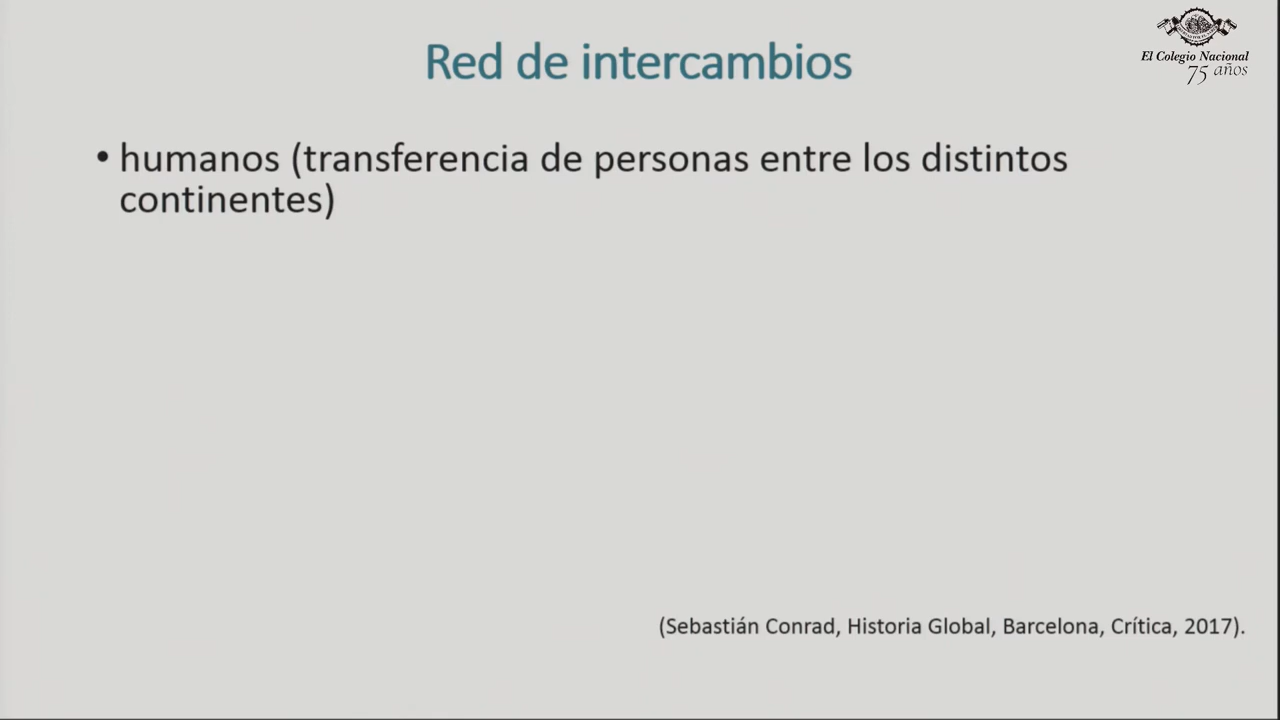 El Colegio Nacional
75 años
Red de intercambios
• humanos (transferencia de personas entre los distintos
continentes)
(Sebastián Conrad, Historia Global, Barcelona, Crítica, 2017).